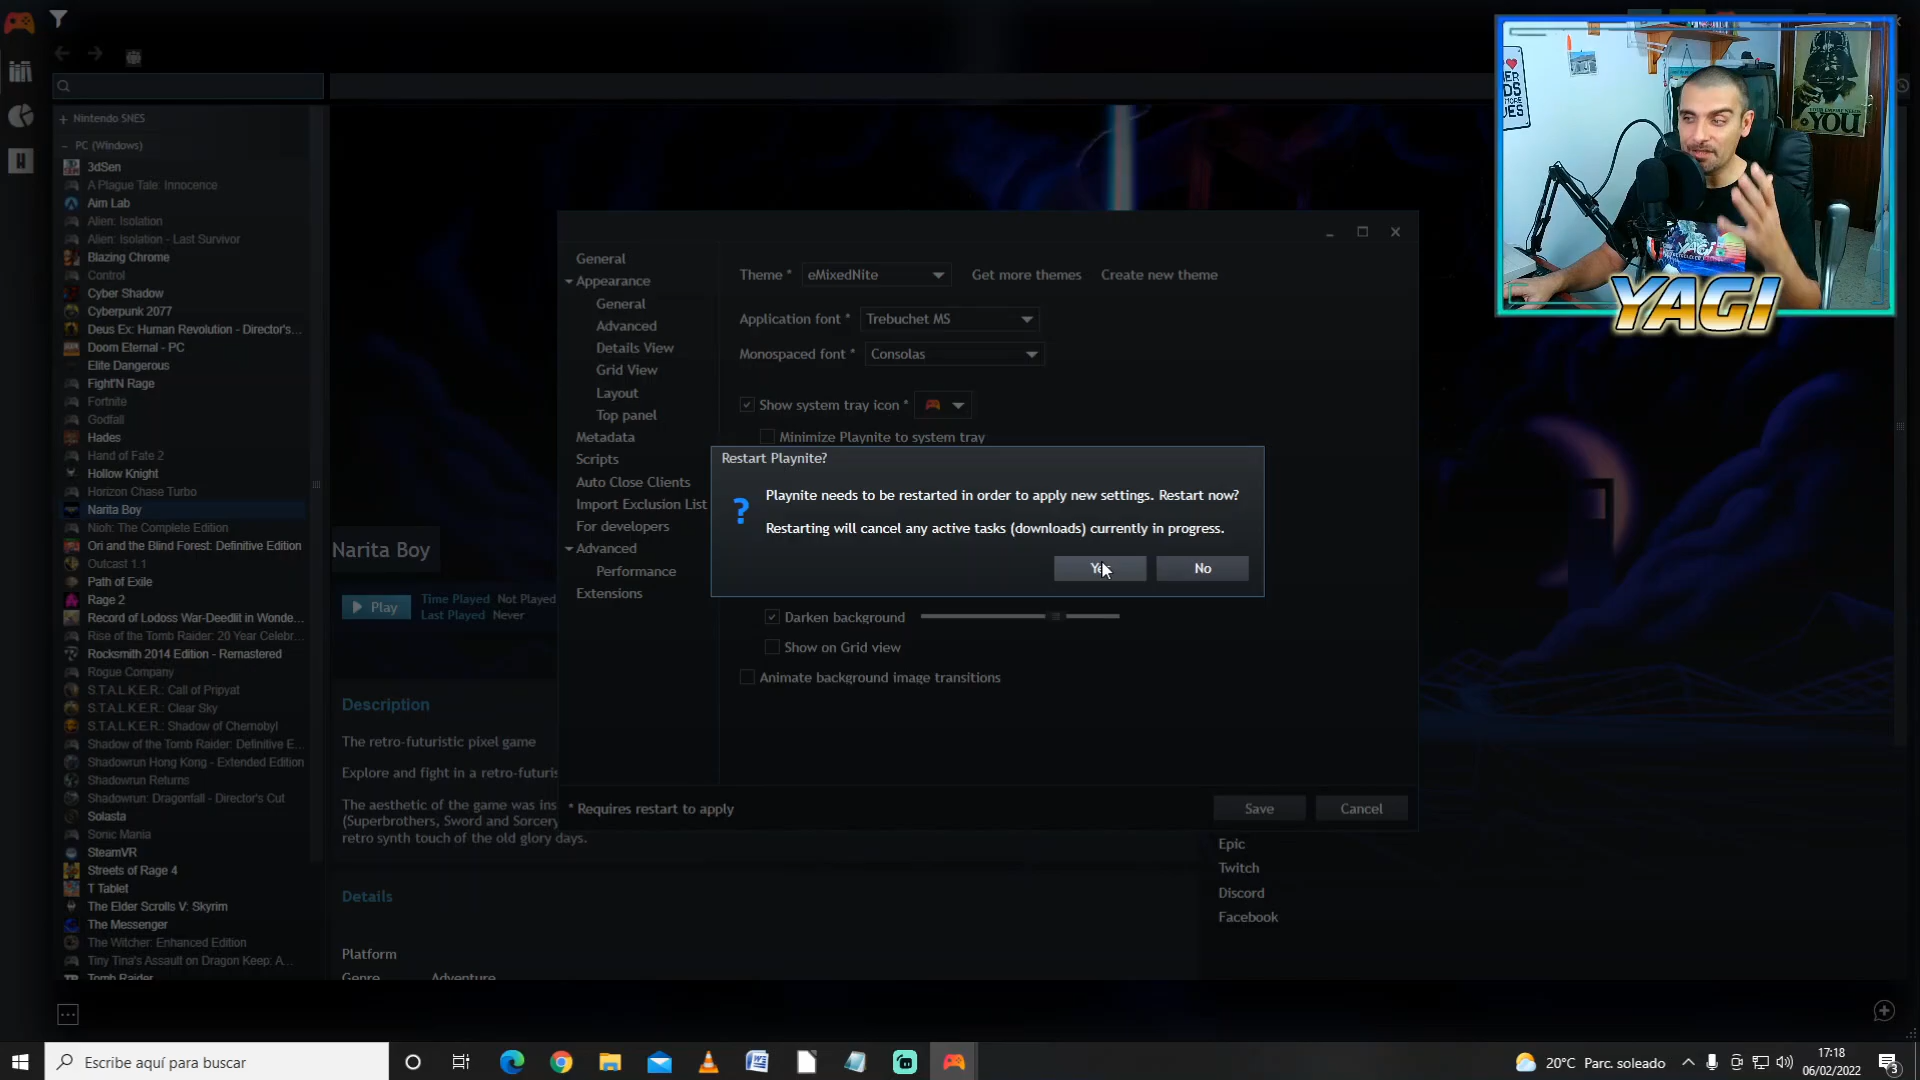 Nintendo SNES
PC (Windows)
3dSen
A Plague Tale: Innocence
Aim Lab
Alien: Isolation
Alien: Isolation - Last Survivor
Blazing Chrome
Control
Cyber Shadow
Cyberpunk 2077
Deus Ex: Human Revolution - Director's...
Doom Eternal - PC
Elite Dangerous
Fight'N Rage
Fortnite
Godfall
Hades
Hand of Fate 2
Hollow Knight
Horizon Chase Turbo
Narita Boy
Nioh: The Complete Edition
Ori and the Blind Forest: Definitive Edition
Outcast 1.1
Path of Exile
Rage 2
Record of Lodoss War-Deedlit in Wonde...
Rise of the Tomb Raider: 20 Year Celebr...
Rocksmith 2014 Edition - Remastered
Rogue Company
S.T.A.L.K.E.R.: Call of Pripyat
S.T.A.L.K.E.R.: Clear Sky
S.T.A.L.K.E.R.: Shadow of Chernobyl
Shadow of the Tomb Raider: Definitive E...
Shadowrun Hong Kong - Extended Edition
Shadowrun Returns
Shadowrun: Dragonfall - Director's Cut
Solasta
Sonic Mania
SteamVR
Streets of Rage 4
T Tablet
The Elder Scrolls V: Skyrim
The Messenger
The Witcher: Enhanced Edition
Tiny Tina's Assault on Dragon Keep: A...
Tomb Raider
Narita Boy
Play
Time Played Not Played
Last Played Never
Description
The retro-futuristic pixel game
Explore and fight in a retro-futuris
The aesthetic of the game was ins
(Superbrothers, Sword and Sorcery
retro synth touch of the old glory days.
Details
Platform
Genre Adventure
General
Appearance
General
Advanced
Details View
Grid View
Layout
Top panel
Metadata
Scripts
Auto Close Clients
Import Exclusion List
For developers
Advanced
Performance
Extensions
Theme * eMixedNite Get more themes Create new theme
Application font * Trebuchet MS
Monospaced font * Consolas
Show system tray icon *
Minimize Playnite to system tray
Restart Playnite?
Playnite needs to be restarted in order to apply new settings. Restart now?
Restarting will cancel any active tasks (downloads) currently in progress.
Yes No
Darken background
Show on Grid view
Animate background image transitions
* Requires restart to apply
Save Cancel
Epic
Twitch
Discord
Facebook
YOU
YAGI
Escribe aquí para buscar
20°C Parc. soleado
17:18
06/02/2022
3